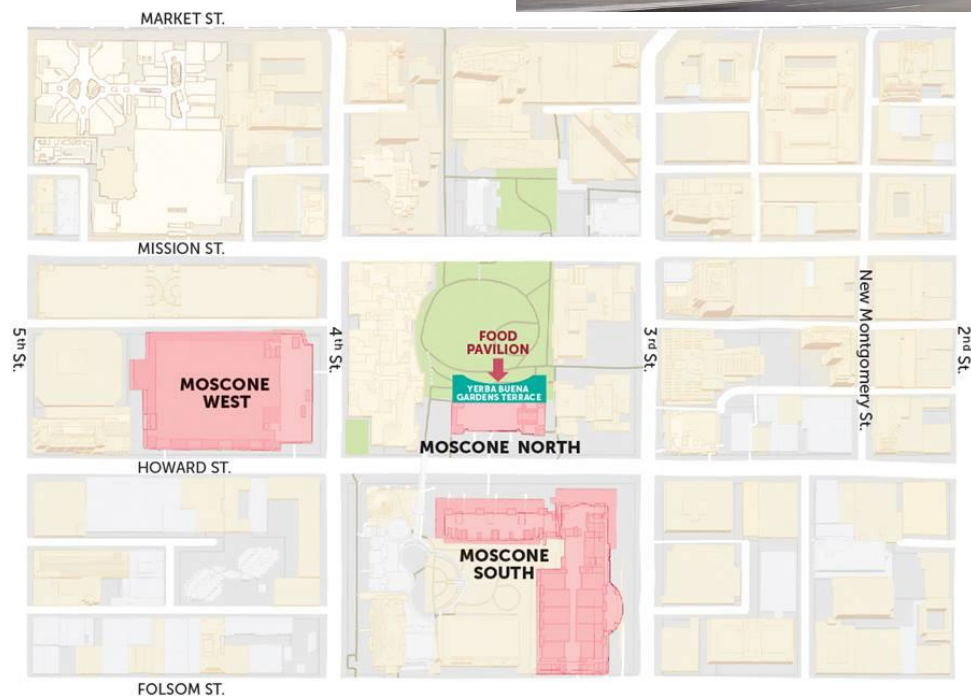 MARKET ST.
MISSION ST.
5th St.
4th St.
3rd St.
New Montgomery St.
2nd St.
FOOD
PAVILION
YERBA BUENA
GARDENS TERRACE
MOSCONE
WEST
MOSCONE NORTH
HOWARD ST.
MOSCONE
SOUTH
FOLSOM ST.